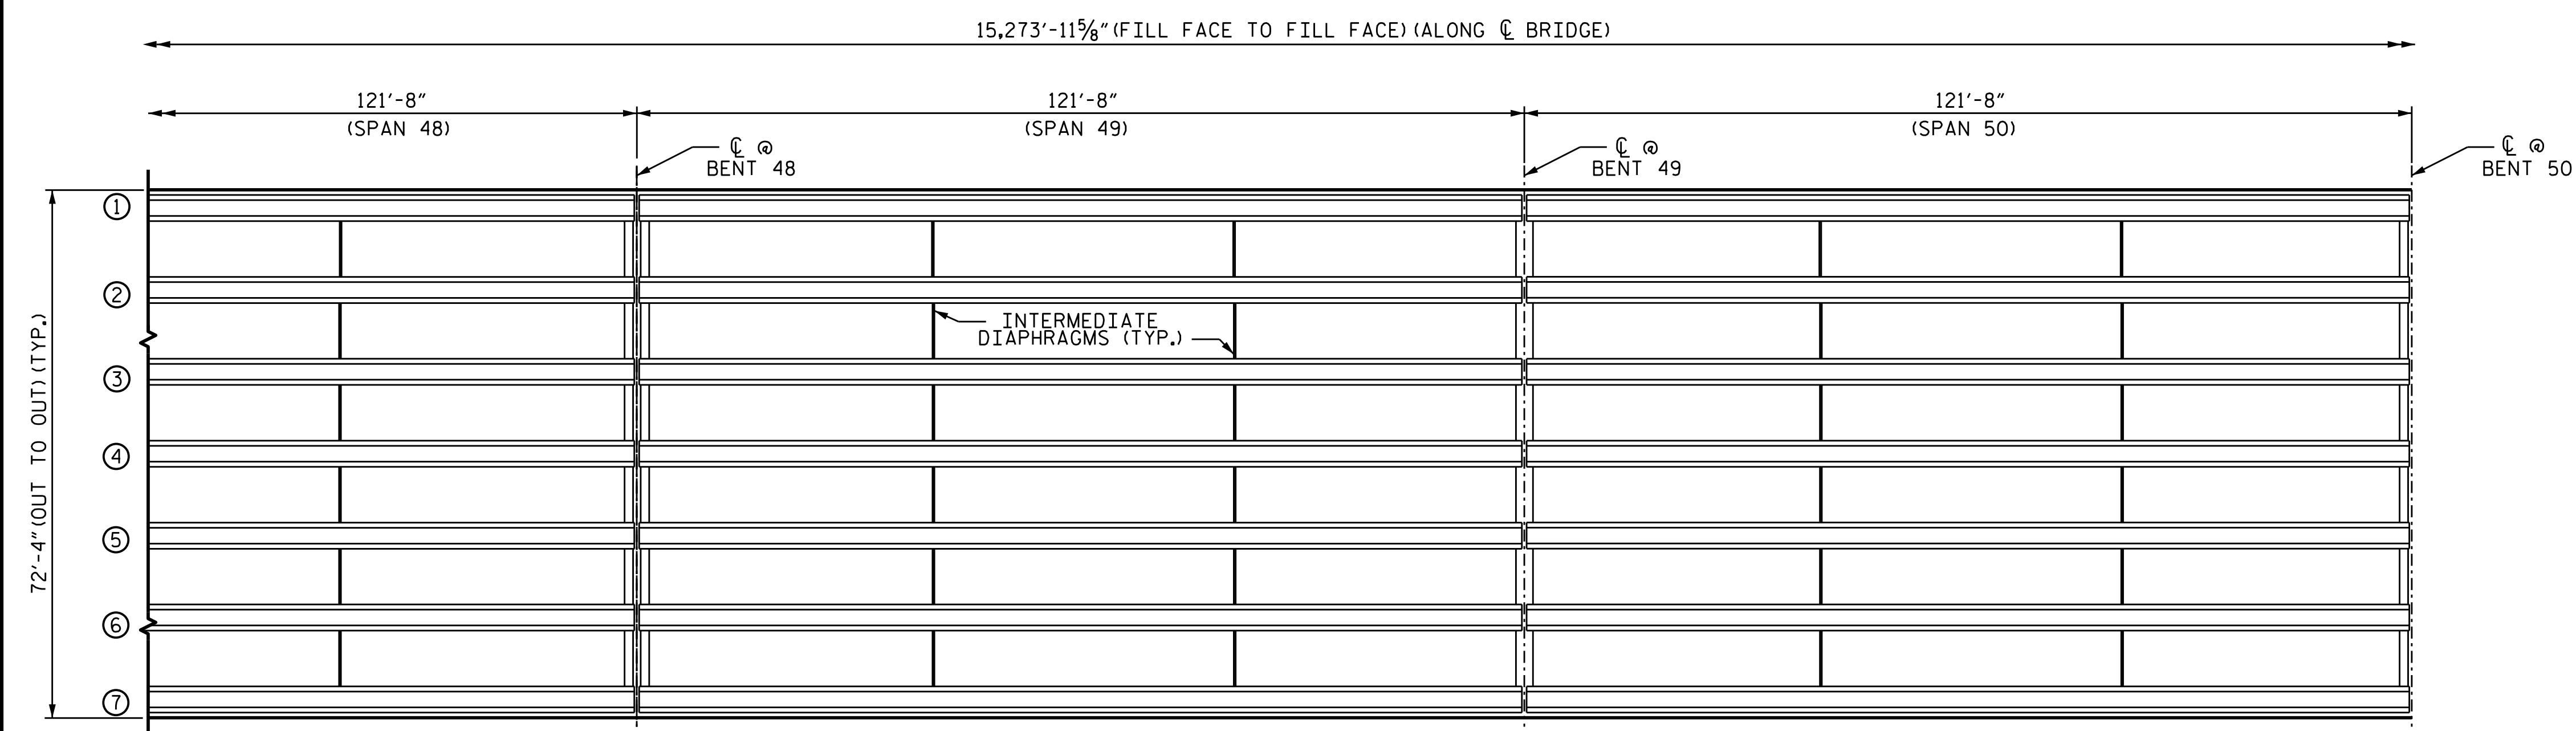 15,273'-11⅝" (FILL FACE TO FILL FACE) (ALONG ℄ BRIDGE)
121'-8"
(SPAN 48)
121'-8"
(SPAN 49)
121'-8"
(SPAN 50)
℄ @
BENT 48
℄ @
BENT 49
℄ @
BENT 50
72'-4" (OUT TO OUT) (TYP.)
1
2
3
4
5
6
7
INTERMEDIATE
DIAPHRAGMS (TYP.)